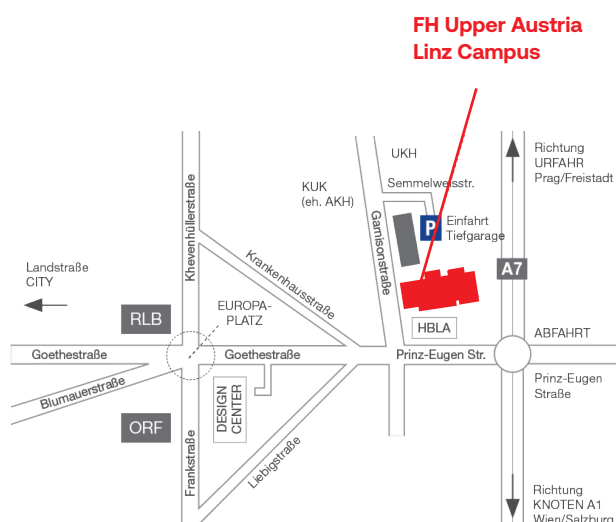 FH Upper Austria
Linz Campus
Richtung
URFAHR
Prag/Freistadt
UKH
Semmelweisstr.
KUK
(eh. AKH)
Khevenhüllerstraße
Garnisonstraße
P
Einfahrt
Tiefgarage
Krankenhausstraße
Landstraße
CITY
A7
EUROPA-
PLATZ
RLB
HBLA
ABFAHRT
Goethestraße
Goethestraße
Prinz-Eugen Str.
Prinz-Eugen
Straße
Blumauerstraße
DESIGN
CENTER
ORF
Frankstraße
Liebigstraße
Richtung
KNOTEN A1
Wien/Salzburg